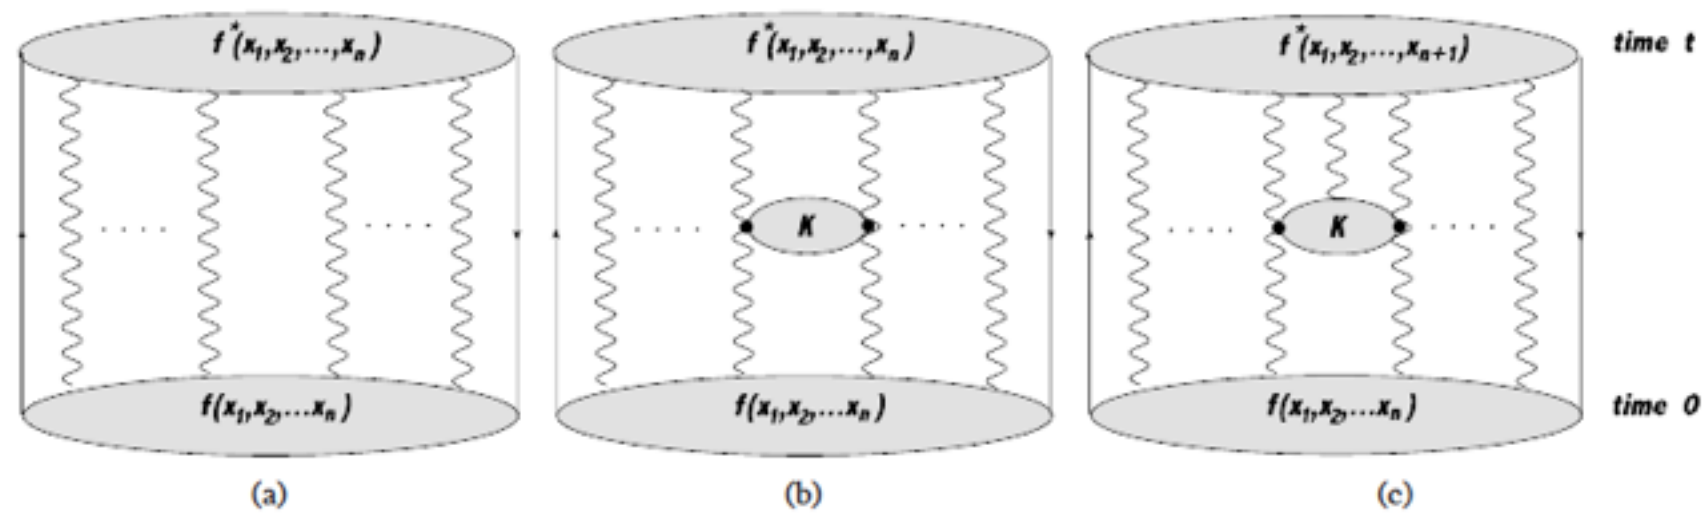 f*(x₁,x₂,...,xₙ) f*(x₁,x₂,...,xₙ) f*(x₁,x₂,...,xₙ₊₁) time t
K K
f(x₁,x₂,...xₙ) f(x₁,x₂,...xₙ) f(x₁,x₂,...xₙ) time 0
(a) (b) (c)